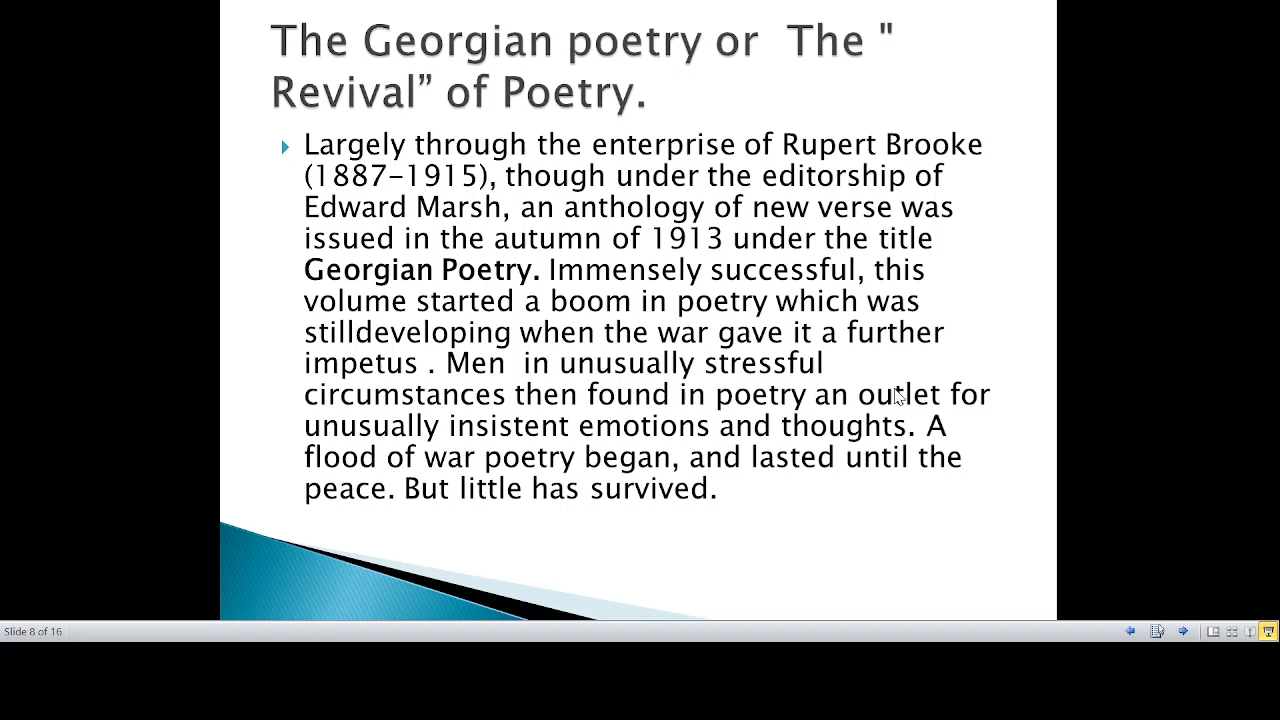 The Georgian poetry or  The "
Revival” of Poetry.
Largely through the enterprise of Rupert Brooke
(1887-1915), though under the editorship of
Edward Marsh, an anthology of new verse was
issued in the autumn of 1913 under the title
Georgian Poetry. Immensely successful, this
volume started a boom in poetry which was
stilldeveloping when the war gave it a further
impetus . Men  in unusually stressful
circumstances then found in poetry an outlet for
unusually insistent emotions and thoughts. A
flood of war poetry began, and lasted until the
peace. But little has survived.
Slide 8 of 16